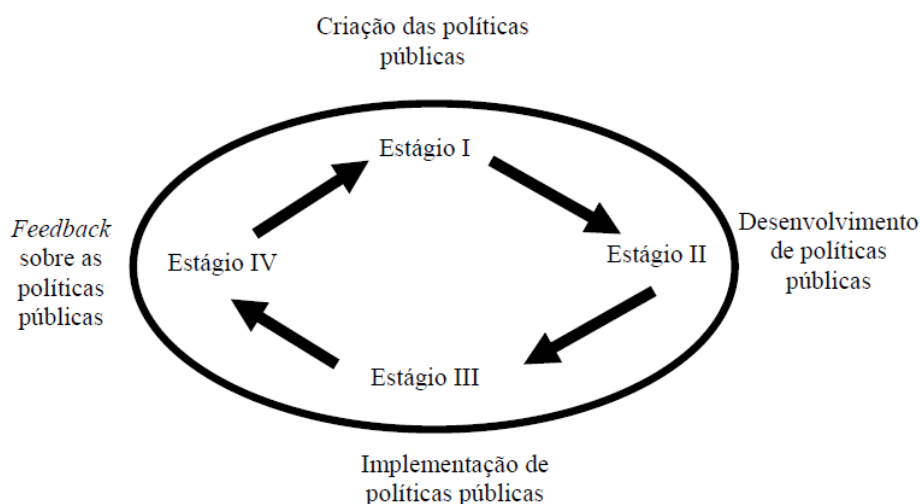 Criação das políticas
públicas
Estágio I
Feedback
sobre as
políticas
públicas
Estágio IV
Estágio II
Desenvolvimento
de políticas
públicas
Estágio III
Implementação de
políticas públicas